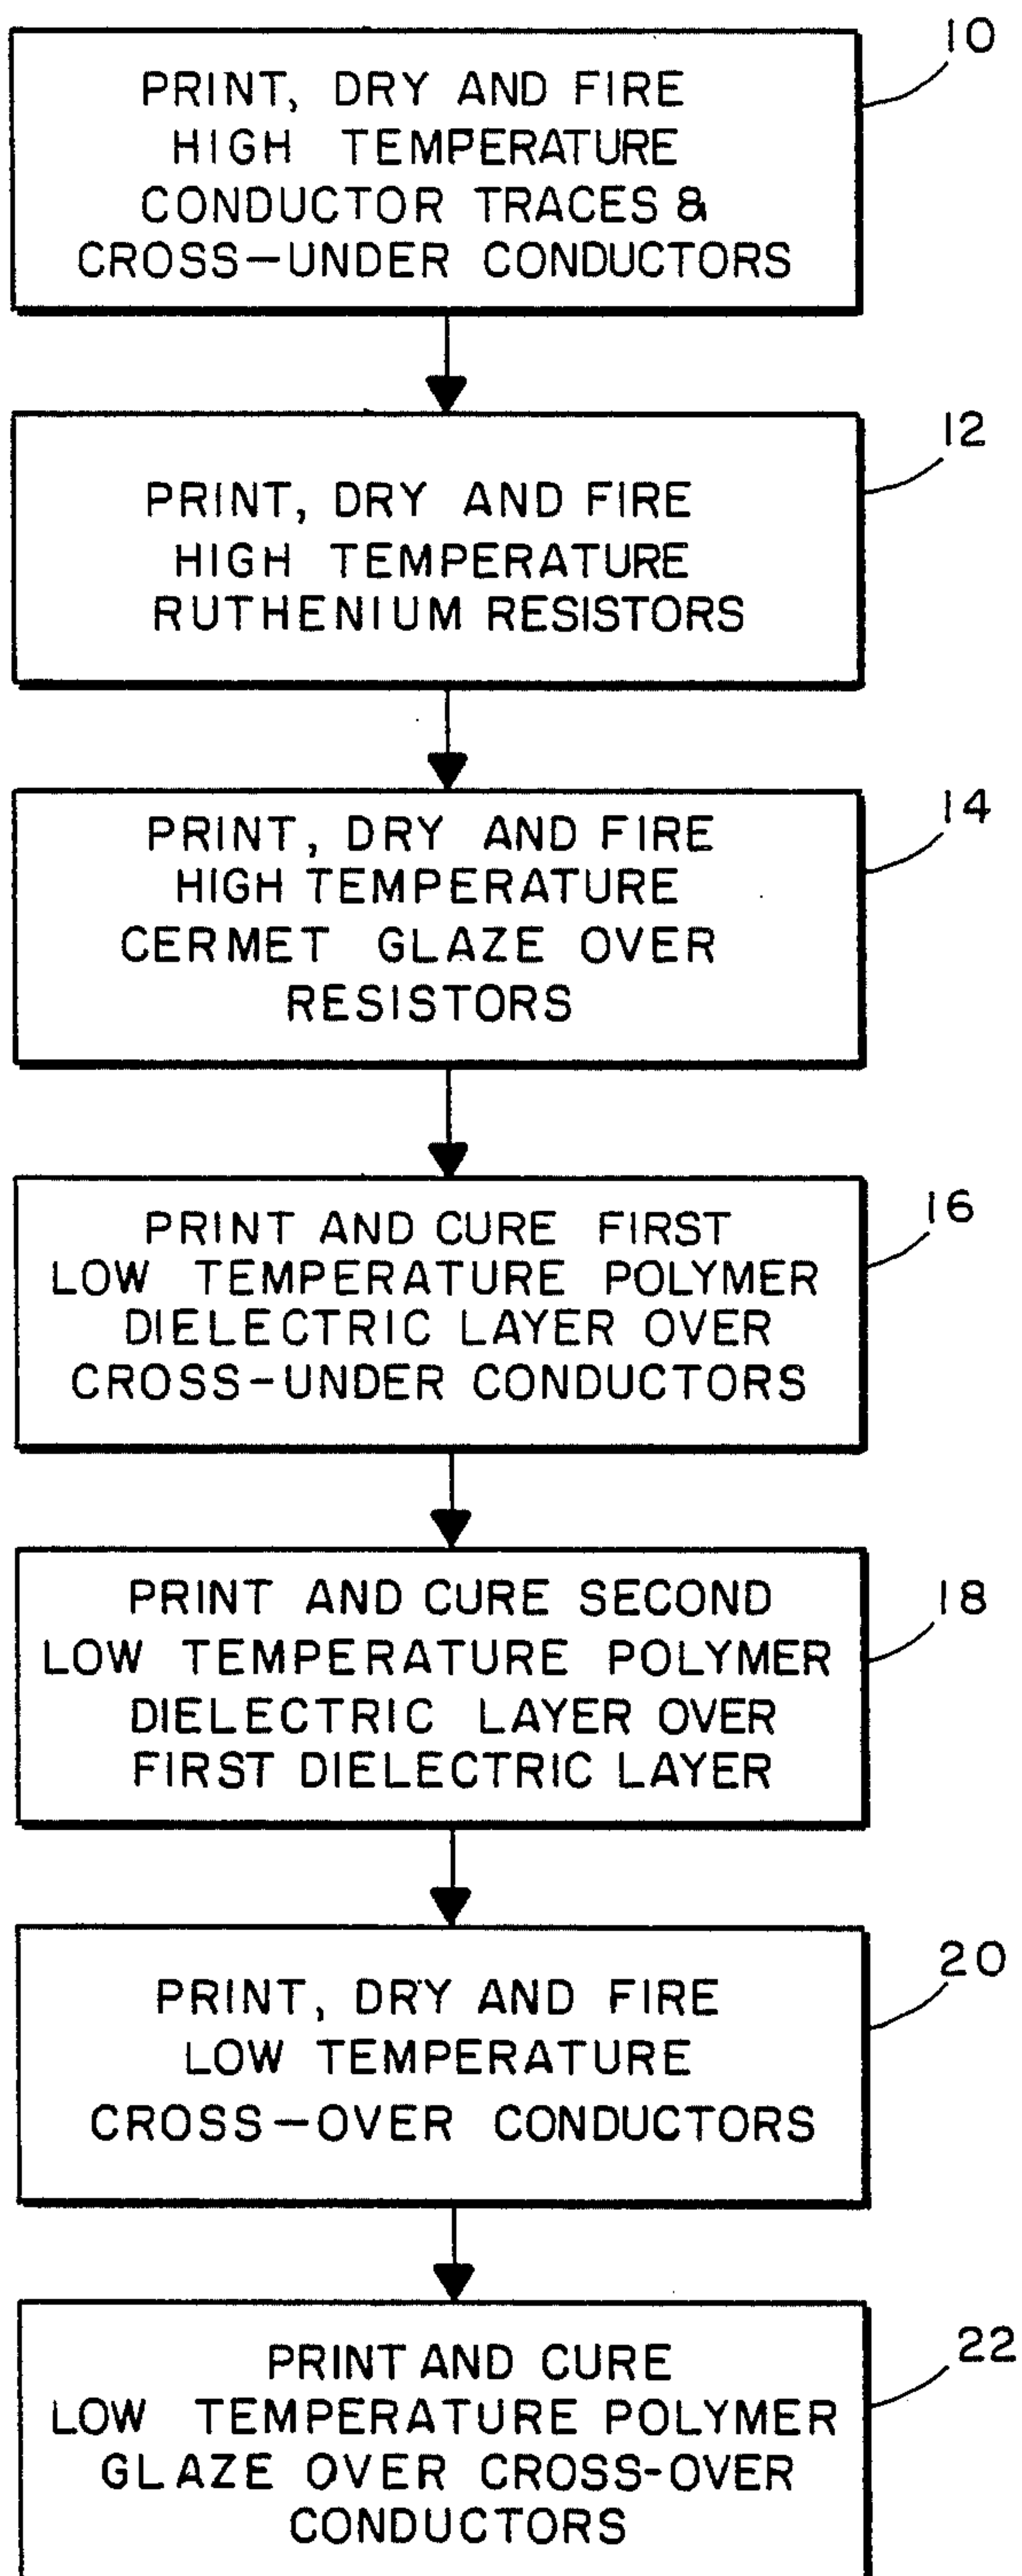 10
PRINT, DRY AND FIRE
HIGH TEMPERATURE
CONDUCTOR TRACES &
CROSS-UNDER CONDUCTORS
12
PRINT, DRY AND FIRE
HIGH TEMPERATURE
RUTHENIUM RESISTORS
14
PRINT, DRY AND FIRE
HIGH TEMPERATURE
CERMET GLAZE OVER
RESISTORS
16
PRINT AND CURE FIRST
LOW TEMPERATURE POLYMER
DIELECTRIC LAYER OVER
CROSS-UNDER CONDUCTORS
18
PRINT AND CURE SECOND
LOW TEMPERATURE POLYMER
DIELECTRIC LAYER OVER
FIRST DIELECTRIC LAYER
20
PRINT, DRY AND FIRE
LOW TEMPERATURE
CROSS-OVER CONDUCTORS
22
PRINT AND CURE
LOW TEMPERATURE POLYMER
GLAZE OVER CROSS-OVER
CONDUCTORS